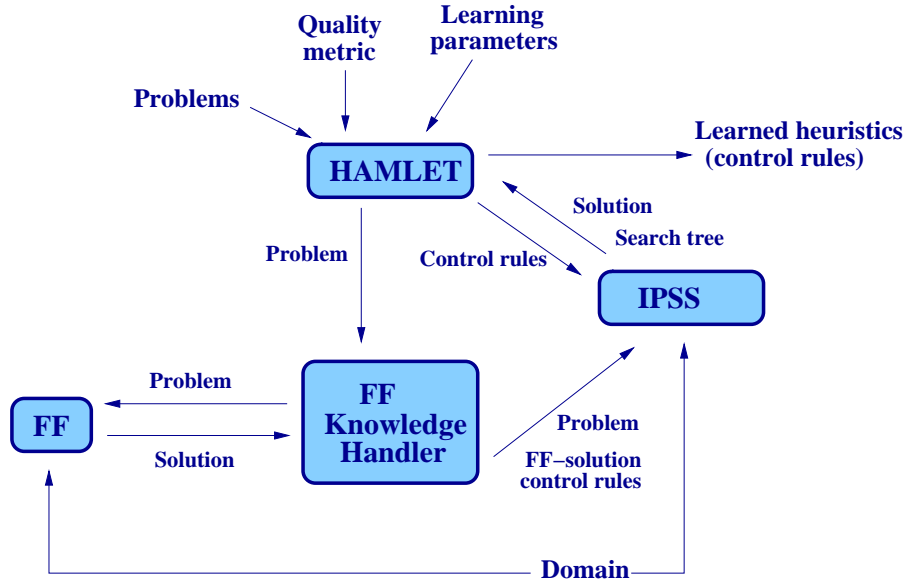 Quality
metric
Learning
parameters
Problems
Learned heuristics
(control rules)
HAMLET
Solution
Search tree
Problem
Control rules
IPSS
Problem
FF
Knowledge
Handler
FF
Solution
Problem
FF–solution
control rules
Domain